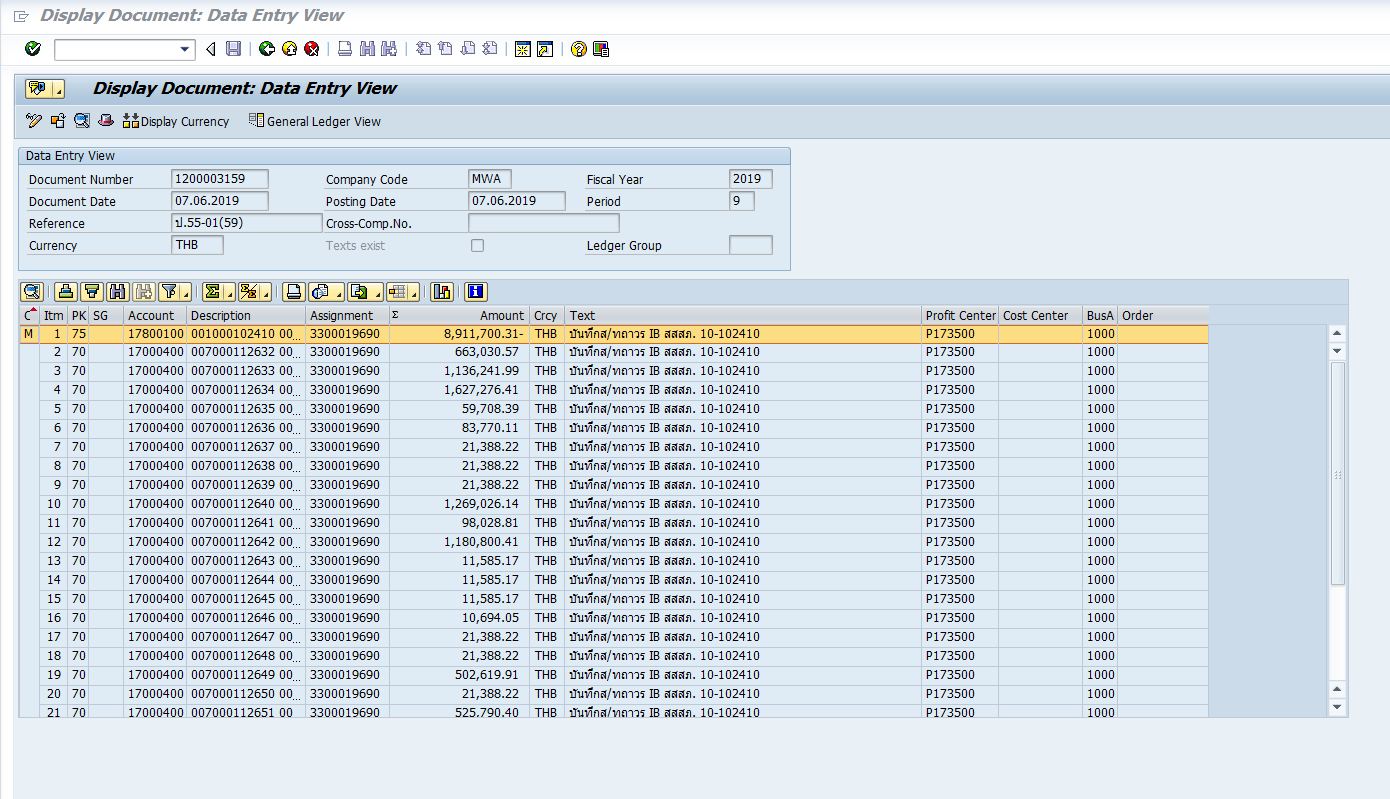 Display Document: Data Entry View
Display Document: Data Entry View
Display Currency General Ledger View
Data Entry View
Document Number 1200003159 Company Code MWA Fiscal Year 2019
Document Date 07.06.2019 Posting Date 07.06.2019 Period 9
Reference ป.55-01(59) Cross-Comp.No.
Currency THB Texts exist Ledger Group
C Itm PK SG Account Description Assignment Σ Amount Crcy Text Profit Center Cost Center BusA Order
M 1 75 17800100 001000102410 00... 3300019690 8,911,700.31- THB บันทึกส/ทถาวร IB สสสภ. 10-102410 P173500 1000
2 70 17000400 007000112632 00... 3300019690 663,030.57 THB บันทึกส/ทถาวร IB สสสภ. 10-102410 P173500 1000
3 70 17000400 007000112633 00... 3300019690 1,136,241.99 THB บันทึกส/ทถาวร IB สสสภ. 10-102410 P173500 1000
4 70 17000400 007000112634 00... 3300019690 1,627,276.41 THB บันทึกส/ทถาวร IB สสสภ. 10-102410 P173500 1000
5 70 17000400 007000112635 00... 3300019690 59,708.39 THB บันทึกส/ทถาวร IB สสสภ. 10-102410 P173500 1000
6 70 17000400 007000112636 00... 3300019690 83,770.11 THB บันทึกส/ทถาวร IB สสสภ. 10-102410 P173500 1000
7 70 17000400 007000112637 00... 3300019690 21,388.22 THB บันทึกส/ทถาวร IB สสสภ. 10-102410 P173500 1000
8 70 17000400 007000112638 00... 3300019690 21,388.22 THB บันทึกส/ทถาวร IB สสสภ. 10-102410 P173500 1000
9 70 17000400 007000112639 00... 3300019690 21,388.22 THB บันทึกส/ทถาวร IB สสสภ. 10-102410 P173500 1000
10 70 17000400 007000112640 00... 3300019690 1,269,026.14 THB บันทึกส/ทถาวร IB สสสภ. 10-102410 P173500 1000
11 70 17000400 007000112641 00... 3300019690 98,028.81 THB บันทึกส/ทถาวร IB สสสภ. 10-102410 P173500 1000
12 70 17000400 007000112642 00... 3300019690 1,180,800.41 THB บันทึกส/ทถาวร IB สสสภ. 10-102410 P173500 1000
13 70 17000400 007000112643 00... 3300019690 11,585.17 THB บันทึกส/ทถาวร IB สสสภ. 10-102410 P173500 1000
14 70 17000400 007000112644 00... 3300019690 11,585.17 THB บันทึกส/ทถาวร IB สสสภ. 10-102410 P173500 1000
15 70 17000400 007000112645 00... 3300019690 11,585.17 THB บันทึกส/ทถาวร IB สสสภ. 10-102410 P173500 1000
16 70 17000400 007000112646 00... 3300019690 10,694.05 THB บันทึกส/ทถาวร IB สสสภ. 10-102410 P173500 1000
17 70 17000400 007000112647 00... 3300019690 21,388.22 THB บันทึกส/ทถาวร IB สสสภ. 10-102410 P173500 1000
18 70 17000400 007000112648 00... 3300019690 21,388.22 THB บันทึกส/ทถาวร IB สสสภ. 10-102410 P173500 1000
19 70 17000400 007000112649 00... 3300019690 502,619.91 THB บันทึกส/ทถาวร IB สสสภ. 10-102410 P173500 1000
20 70 17000400 007000112650 00... 3300019690 21,388.22 THB บันทึกส/ทถาวร IB สสสภ. 10-102410 P173500 1000
21 70 17000400 007000112651 00 3300019690 525,790.40 THB บันทึกส/ทถาวร IB สสสภ. 10-102410 P173500 1000